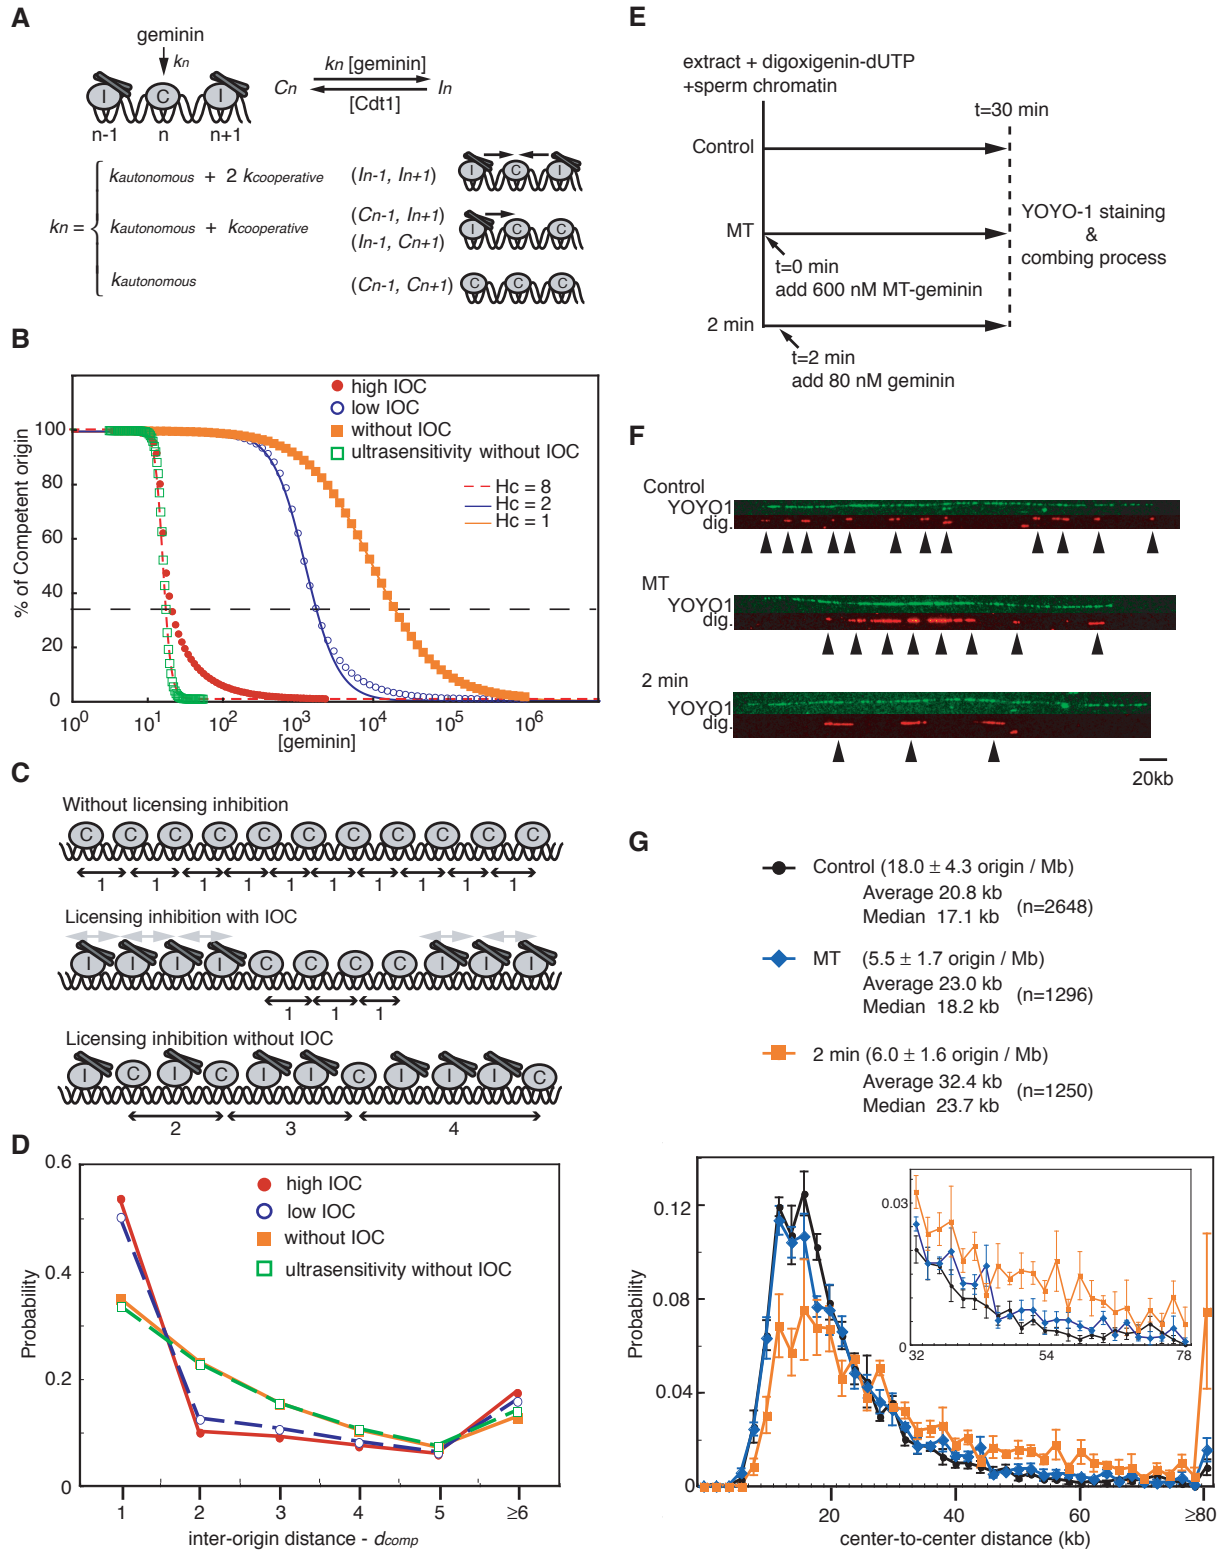 A
geminin
kn
I
C
I
n-1
n
n+1
Cn
kn [geminin]
[Cdt1]
In
kn =
kautonomous + 2 kcooperative
(In-1, In+1)
I
C
I
kautonomous + kcooperative
(Cn-1, In+1)
(In-1, Cn+1)
I
C
C
kautonomous
(Cn-1, Cn+1)
C
C
C
B
high IOC
low IOC
without IOC
ultrasensitivity without IOC
Hc = 8
Hc = 2
Hc = 1
% of Competent origin
100
80
60
40
20
0
10^0
10^1
10^2
10^3
10^4
10^5
10^6
[geminin]
C
Without licensing inhibition
C C C C C C C C C C C
1 1 1 1 1 1 1 1 1
Licensing inhibition with IOC
I I I I C C C C I I I
1 1 1
Licensing inhibition without IOC
I C I C I I C I I I C
2 3 4
D
0.6
0.4
0.2
0
Probability
high IOC
low IOC
without IOC
ultrasensitivity without IOC
1 2 3 4 5 ≥6
inter-origin distance - dcomp
E
extract + digoxigenin-dUTP
+sperm chromatin
t=30 min
Control
MT
t=0 min
add 600 nM MT-geminin
2 min
t=2 min
add 80 nM geminin
YOYO-1 staining
&
combing process
F
Control
YOYO1
dig.
MT
YOYO1
dig.
2 min
YOYO1
dig.
20kb
G
Control (18.0 ± 4.3 origin / Mb)
Average 20.8 kb
Median 17.1 kb
(n=2648)
MT (5.5 ± 1.7 origin / Mb)
Average 23.0 kb
Median 18.2 kb
(n=1296)
2 min (6.0 ± 1.6 origin / Mb)
Average 32.4 kb
Median 23.7 kb
(n=1250)
Probability
0.12
0.08
0.04
0
0.03
0
32 54 78
20 40 60 ≥80
center-to-center distance (kb)